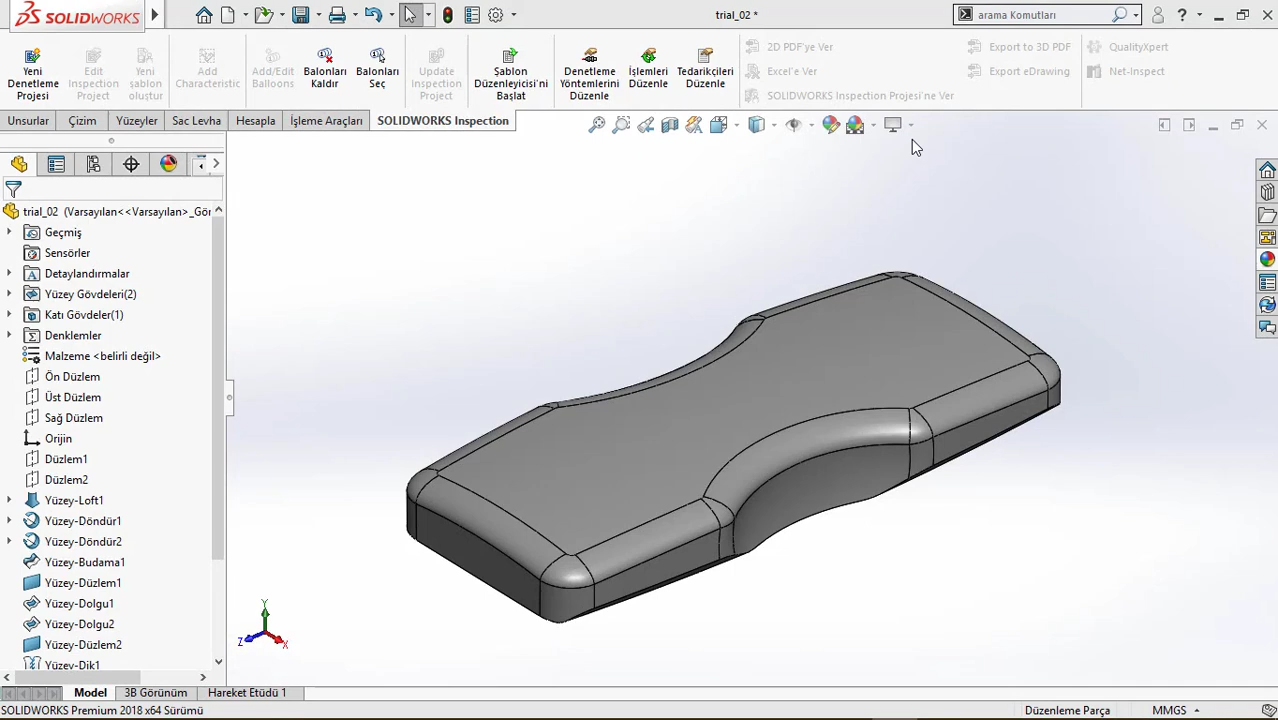 SOLIDWORKS
trial_02 *
arama Komutları
?
Yeni Denetleme Projesi
Edit Inspection Project
Yeni şablon oluştur
Add Characteristic
Add/Edit Balloons
Balonları Kaldır
Balonları Seç
Update Inspection Project
Şablon Düzenleyicisi'ni Başlat
Denetleme Yöntemlerini Düzenle
İşlemleri Düzenle
Tedarikçileri Düzenle
2D PDF'ye Ver
Excel'e Ver
SOLIDWORKS Inspection Projesi'ne Ver
Export to 3D PDF
Export eDrawing
QualityXpert
Net-Inspect
Unsurlar
Çizim
Yüzeyler
Sac Levha
Hesapla
İşleme Araçları
SOLIDWORKS Inspection
trial_02 (Varsayılan<<Varsayılan>_Gör
Geçmiş
Sensörler
Detaylandırmalar
Yüzey Gövdeleri(2)
Katı Gövdeler(1)
Denklemler
Malzeme <belirli değil>
Ön Düzlem
Üst Düzlem
Sağ Düzlem
Orijin
Düzlem1
Düzlem2
Yüzey-Loft1
Yüzey-Döndür1
Yüzey-Döndür2
Yüzey-Budama1
Yüzey-Düzlem1
Yüzey-Dolgu1
Yüzey-Dolgu2
Yüzey-Düzlem2
Yüzey-Dik1
Y
Z
X
Model
3B Görünüm
Hareket Etüdü 1
SOLIDWORKS Premium 2018 x64 Sürümü
Düzenleme Parça
MMGS